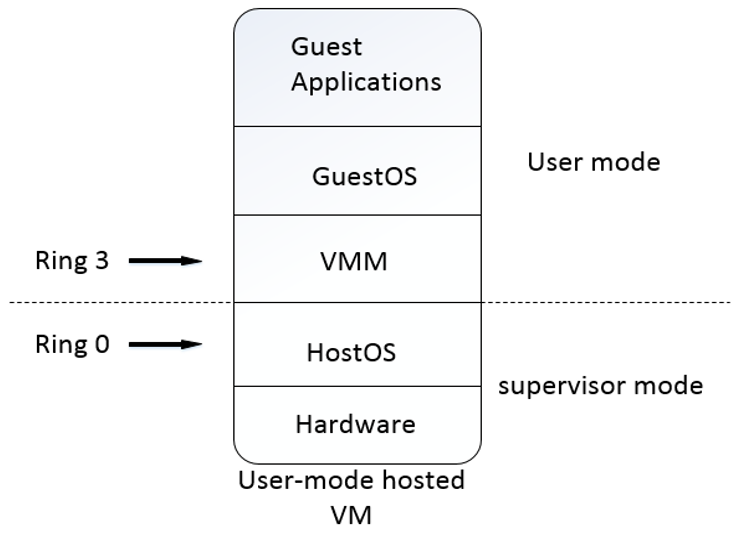 Guest
Applications
GuestOS
User mode
Ring 3
VMM
Ring 0
HostOS
supervisor mode
Hardware
User-mode hosted
VM